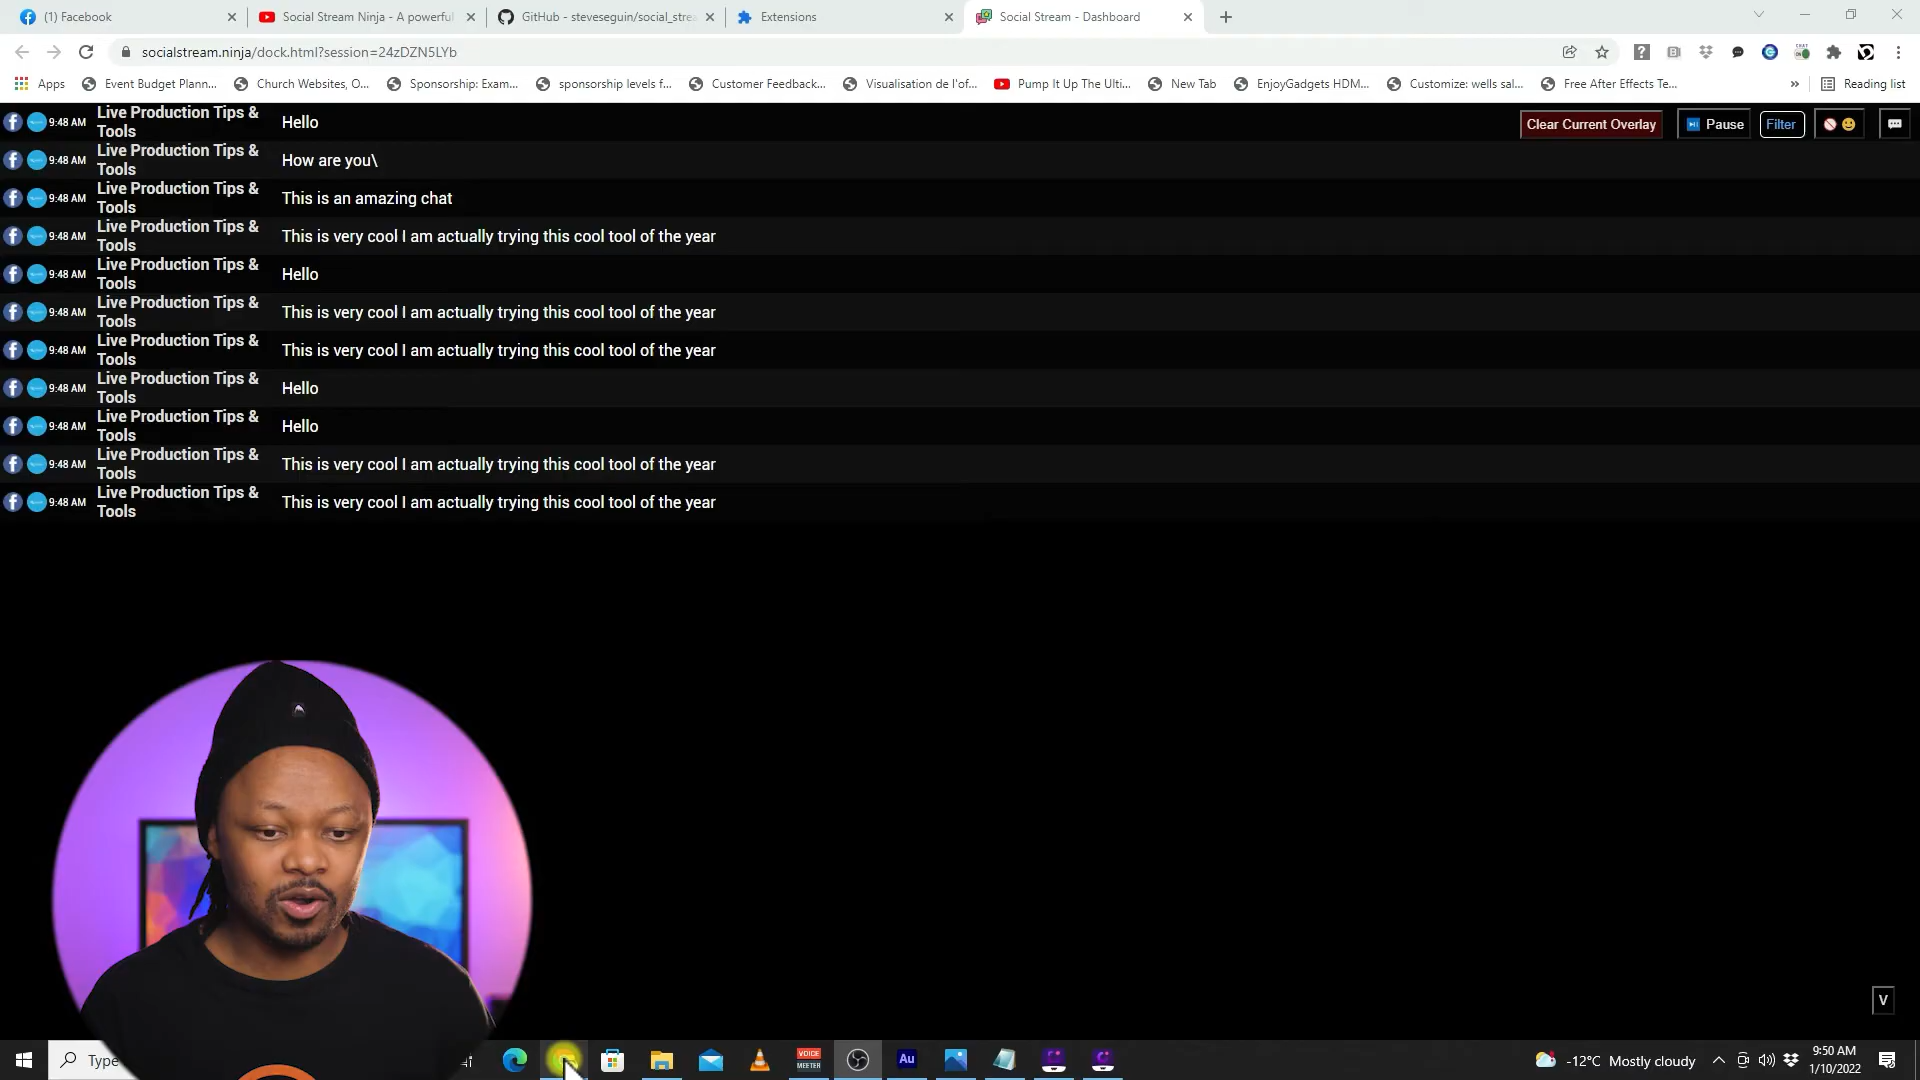 (1) Facebook
Social Stream Ninja - A powerful
GitHub - steveseguin/social_strea
Extensions
Social Stream - Dashboard
socialstream.ninja/dock.html?session=24zDZN5LYb
Apps
Event Budget Plann...
Church Websites, O...
Sponsorship: Exam...
sponsorship levels f...
Customer Feedback...
Visualisation de l'of...
Pump It Up The Ulti...
New Tab
EnjoyGadgets HDM...
Customize: wells sal...
Free After Effects Te...
»
Reading list
Clear Current Overlay
Pause
Filter
9:48 AM Live Production Tips & Tools Hello
9:48 AM Live Production Tips & Tools How are you\
9:48 AM Live Production Tips & Tools This is an amazing chat
9:48 AM Live Production Tips & Tools This is very cool I am actually trying this cool tool of the year
9:48 AM Live Production Tips & Tools Hello
9:48 AM Live Production Tips & Tools This is very cool I am actually trying this cool tool of the year
9:48 AM Live Production Tips & Tools This is very cool I am actually trying this cool tool of the year
9:48 AM Live Production Tips & Tools Hello
9:48 AM Live Production Tips & Tools Hello
9:48 AM Live Production Tips & Tools This is very cool I am actually trying this cool tool of the year
9:48 AM Live Production Tips & Tools This is very cool I am actually trying this cool tool of the year
V
Type
VOICE
MEETER
Au
-12°C Mostly cloudy
9:50 AM
1/10/2022